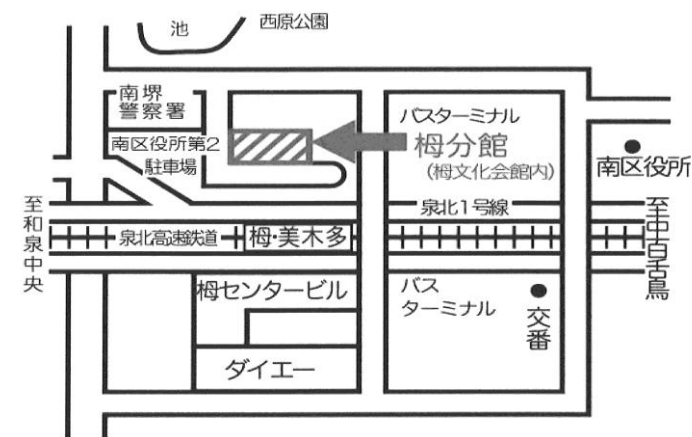 池
西原公園
南堺
警察署
バスターミナル
南区役所第2
駐車場
栂分館
(栂文化会館内)
南区役所
泉北1号線
至和泉中央
泉北高速鉄道
栂・美木多
至中百舌鳥
栂センタービル
バス
ターミナル
交番
ダイエー